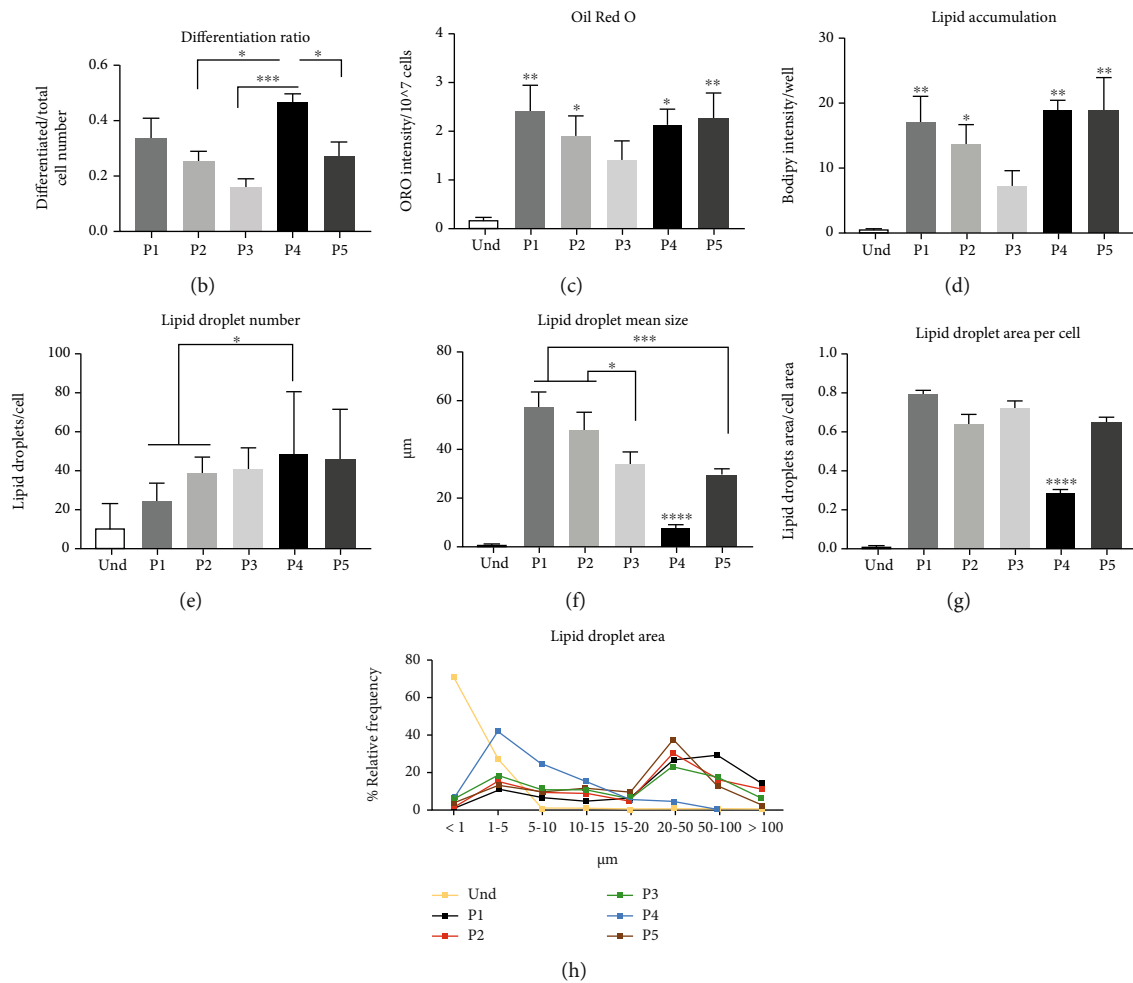 Differentiation ratio
Differentiated/total
cell number
0.6
0.4
0.2
0.0
*
*
***
P1 P2 P3 P4 P5
(b)
Oil Red O
ORO intensity/10^7 cells
4
3
2
1
0
**
*
*
**
Und P1 P2 P3 P4 P5
(c)
Lipid accumulation
Bodipy intensity/well
30
20
10
0
**
*
**
**
Und P1 P2 P3 P4 P5
(d)
Lipid droplet number
Lipid droplets/cell
100
80
60
40
20
0
*
Und P1 P2 P3 P4 P5
(e)
Lipid droplet mean size
μm
80
60
40
20
0
***
*
****
Und P1 P2 P3 P4 P5
(f)
Lipid droplet area per cell
Lipid droplets area/cell area
1.0
0.8
0.6
0.4
0.2
0.0
****
Und P1 P2 P3 P4 P5
(g)
Lipid droplet area
% Relative frequency
80
60
40
20
0
< 1 1-5 5-10 10-15 15-20 20-50 50-100 > 100
μm
Und
P1
P2
P3
P4
P5
(h)